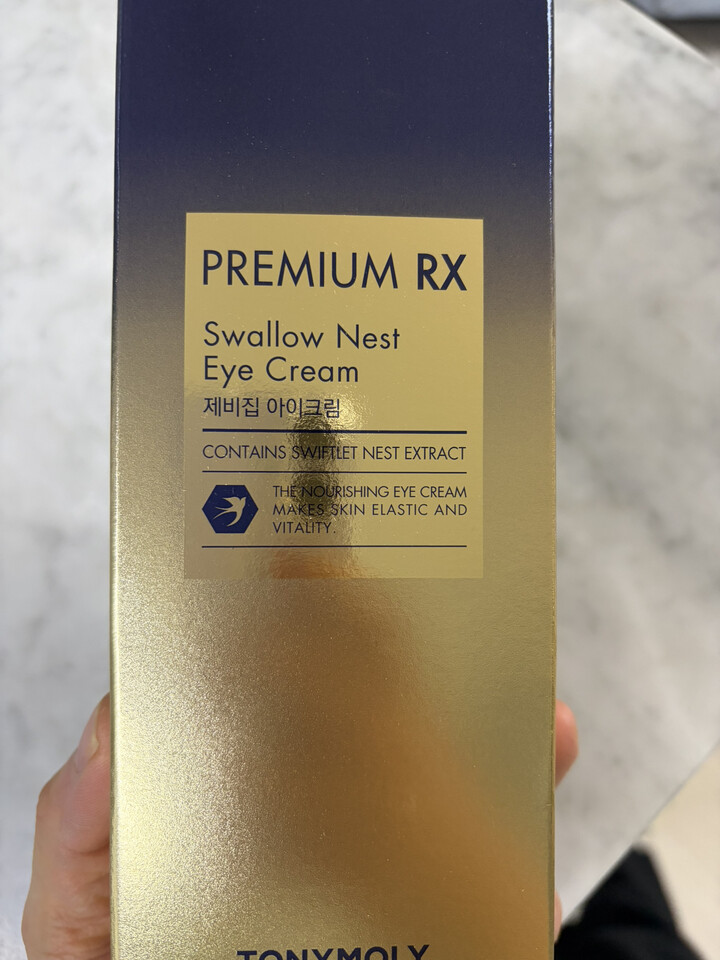 PREMIUM RX
Swallow Nest
Eye Cream
제비집 아이크림
CONTAINS SWIFTLET NEST EXTRACT
THE NOURISHING EYE CREAM
MAKES SKIN ELASTIC AND
VITALITY.
TONYMOLY